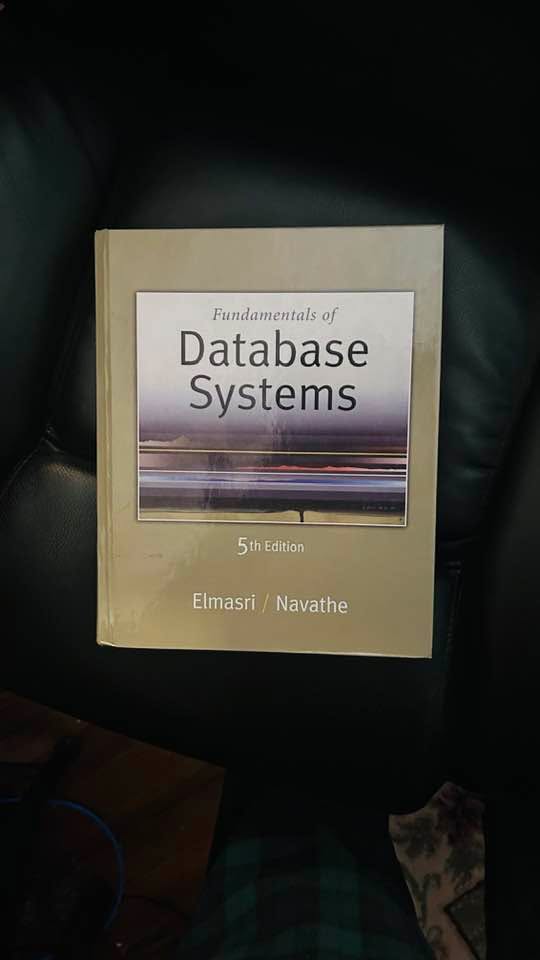 Fundamentals of
Database
Systems
5th Edition
Elmasri / Navathe